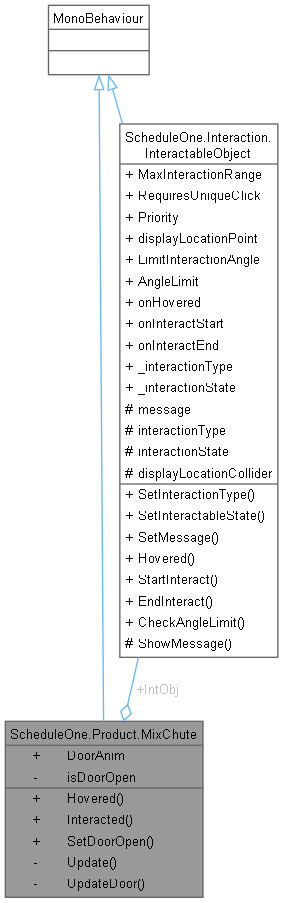 MonoBehaviour
ScheduleOne.Interaction.
InteractableObject
+ MaxInteractionRange
+ RequiresUniqueClick
+ Priority
+ displayLocationPoint
+ LimitInteractionAngle
+ AngleLimit
+ onHovered
+ onInteractStart
+ onInteractEnd
+ _interactionType
+ _interactionState
# message
# interactionType
# interactionState
# displayLocationCollider
+ SetInteractionType()
+ SetInteractableState()
+ SetMessage()
+ Hovered()
+ StartInteract()
+ EndInteract()
+ CheckAngleLimit()
# ShowMessage()
+IntObj
ScheduleOne.Product.MixChute
+ DoorAnim
- isDoorOpen
+ Hovered()
+ Interacted()
+ SetDoorOpen()
- Update()
- UpdateDoor()